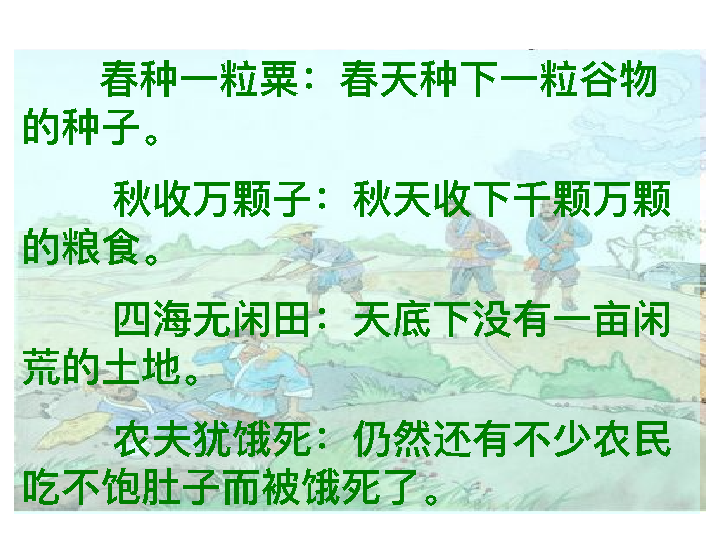 春种一粒粟：春天种下一粒谷物
的种子。
秋收万颗子：秋天收下千颗万颗
的粮食。
四海无闲田：天底下没有一亩闲
荒的土地。
农夫犹饿死：仍然还有不少农民
吃不饱肚子而被饿死了。